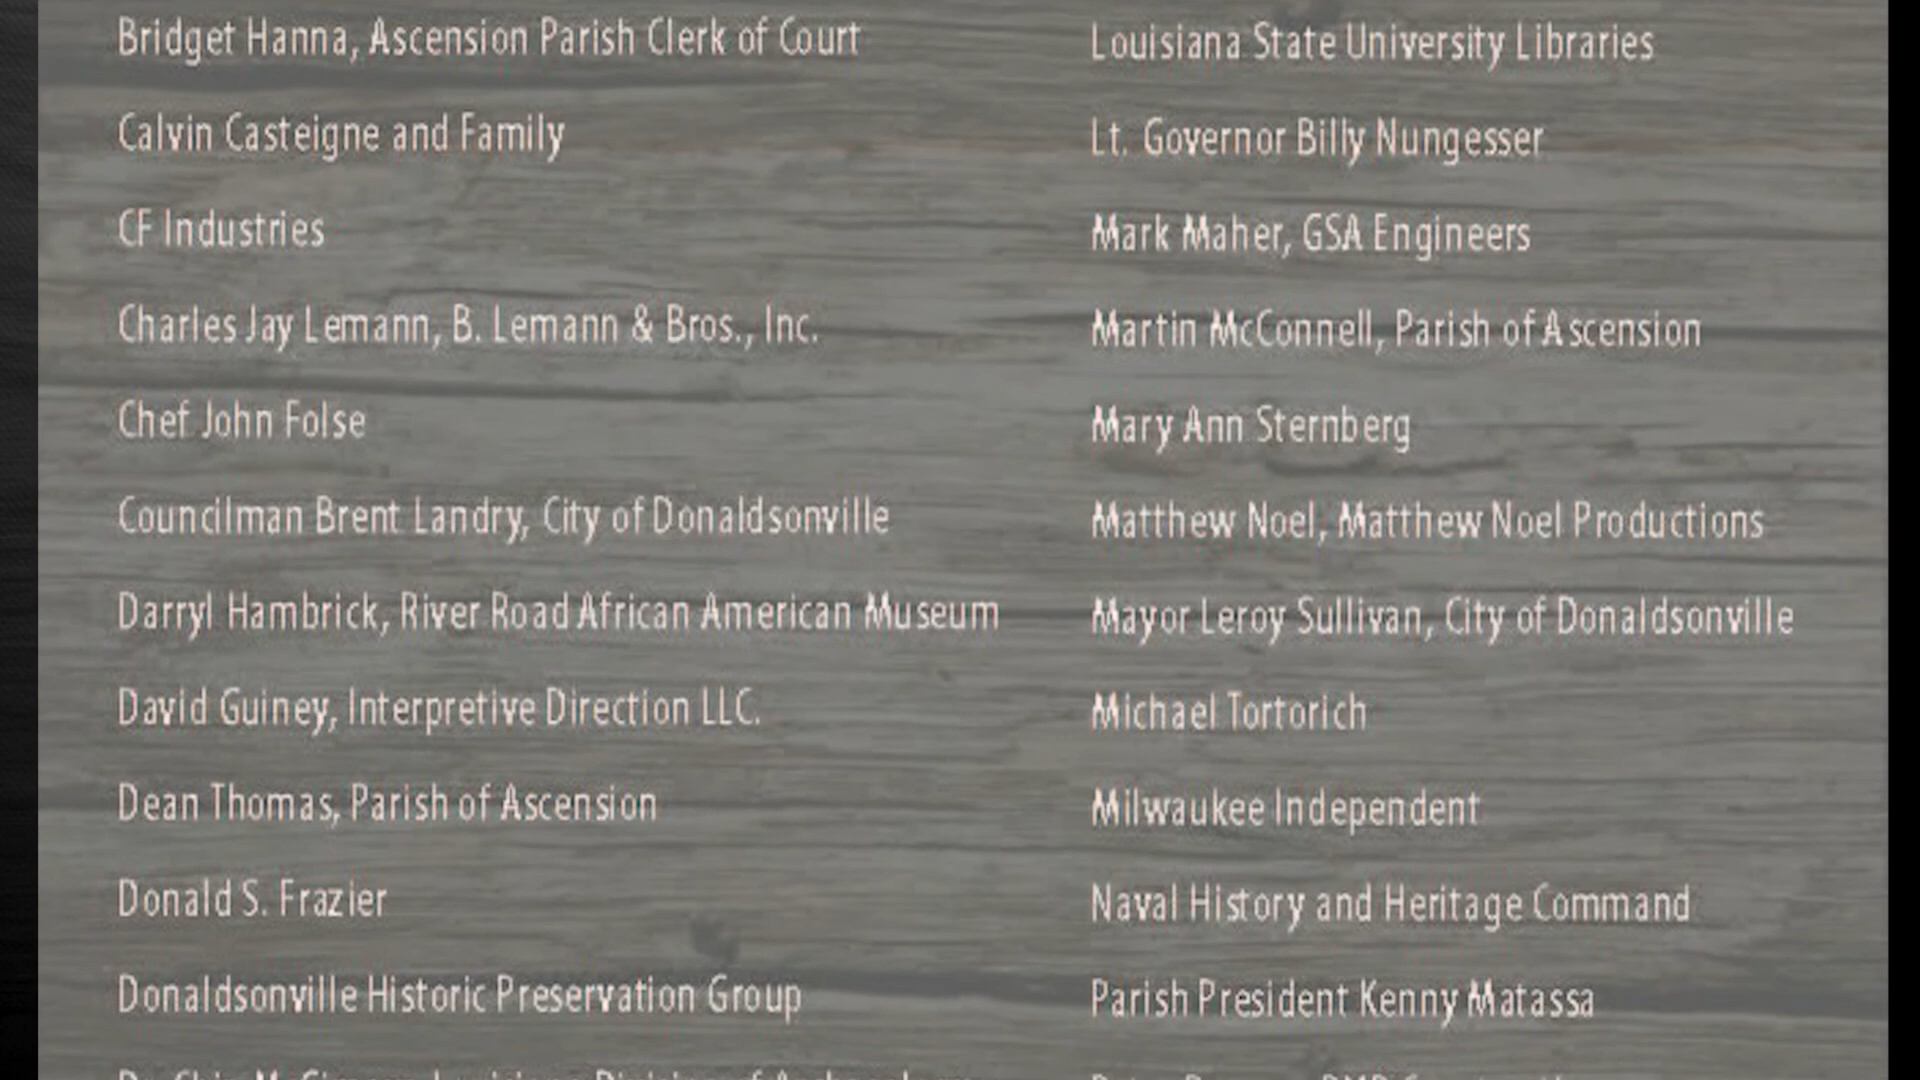 Bridget Hanna, Ascension Parish Clerk of Court
Calvin Casteigne and Family
CF Industries
Charles Jay Lemann, B. Lemann & Bros., Inc.
Chef John Folse
Councilman Brent Landry, City of Donaldsonville
Darryl Hambrick, River Road African American Museum
David Guiney, Interpretive Direction LLC.
Dean Thomas, Parish of Ascension
Donald S. Frazier
Donaldsonville Historic Preservation Group
Louisiana State University Libraries
Lt. Governor Billy Nungesser
Mark Maher, GSA Engineers
Martin McConnell, Parish of Ascension
Mary Ann Sternberg
Matthew Noel, Matthew Noel Productions
Mayor Leroy Sullivan, City of Donaldsonville
Michael Tortorich
Milwaukee Independent
Naval History and Heritage Command
Parish President Kenny Matassa